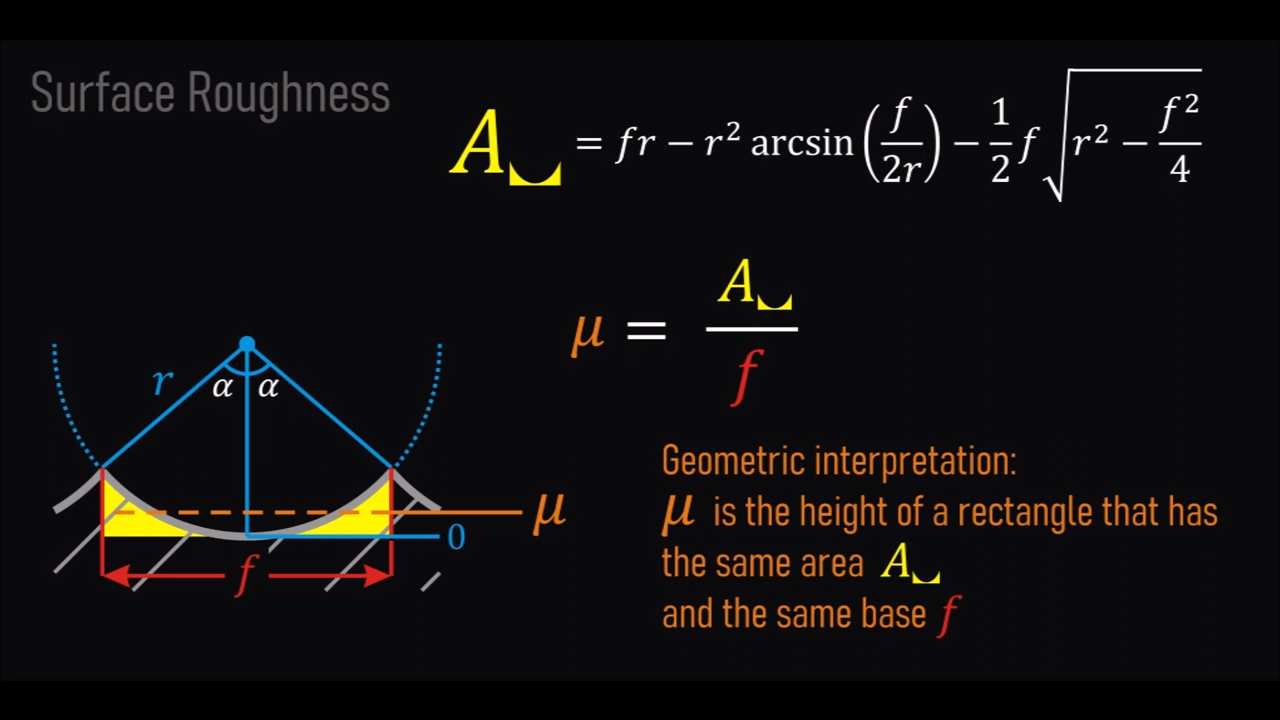 Surface Roughness
A = fr − r² arcsin(f/2r) − 1/2 f √(r² − f²/4)
μ = A / f
r α α
μ
0
f
Geometric interpretation:
μ is the height of a rectangle that has
the same area A
and the same base f